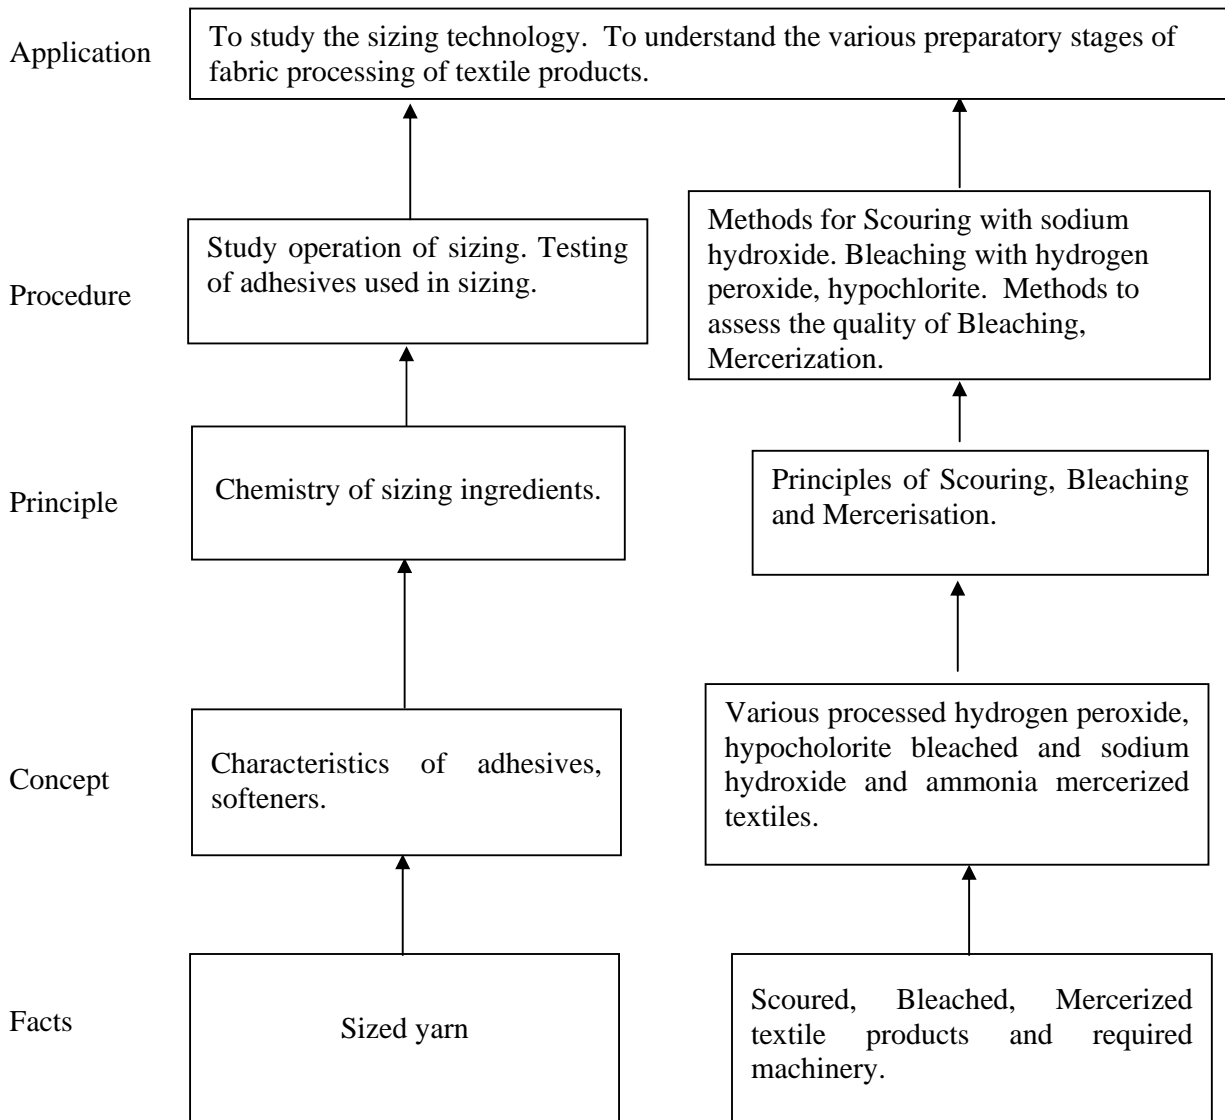 Application
To study the sizing technology.  To understand the various preparatory stages of
fabric processing of textile products.
Procedure
Study operation of sizing. Testing
of adhesives used in sizing.
Methods for Scouring with sodium
hydroxide. Bleaching with hydrogen
peroxide, hypochlorite.  Methods to
assess the quality of Bleaching,
Mercerization.
Principle
Chemistry of sizing ingredients.
Principles of Scouring, Bleaching
and Mercerisation.
Concept
Characteristics of adhesives,
softeners.
Various processed hydrogen peroxide,
hypocholorite bleached and sodium
hydroxide and ammonia mercerized
textiles.
Facts
Sized yarn
Scoured, Bleached, Mercerized
textile products and required
machinery.